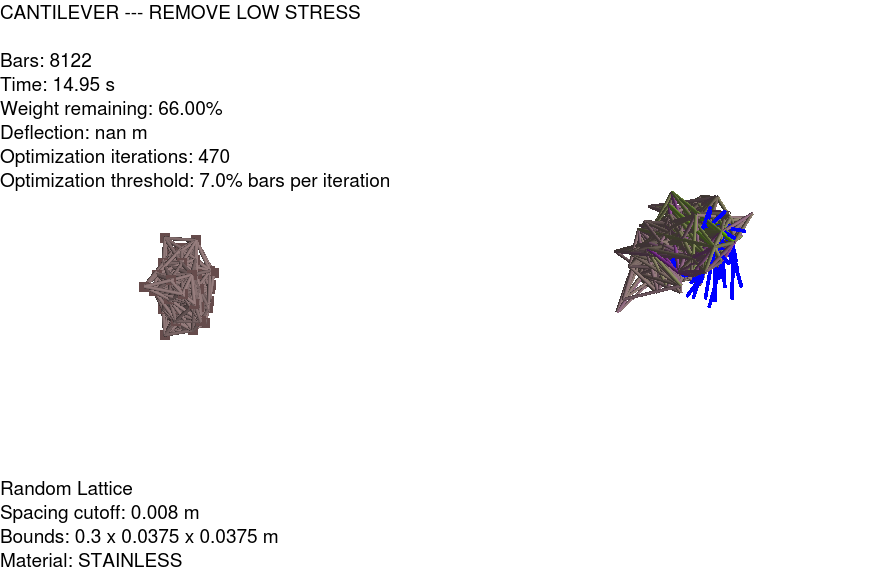 CANTILEVER --- REMOVE LOW STRESS
Bars: 8122
Time: 14.95 s
Weight remaining: 66.00%
Deflection: nan m
Optimization iterations: 470
Optimization threshold: 7.0% bars per iteration
Random Lattice
Spacing cutoff: 0.008 m
Bounds: 0.3 x 0.0375 x 0.0375 m
Material: STAINLESS